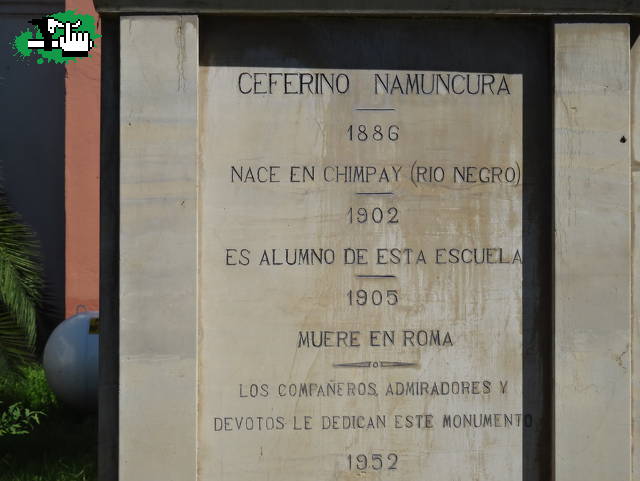 CEFERINO NAMUNCURA
1886
NACE EN CHIMPAY (RIO NEGRO)
1902
ES ALUMNO DE ESTA ESCUELA
1905
MUERE EN ROMA
LOS COMPAÑEROS, ADMIRADORES Y
DEVOTOS LE DEDICAN ESTE MONUMENTO
1952